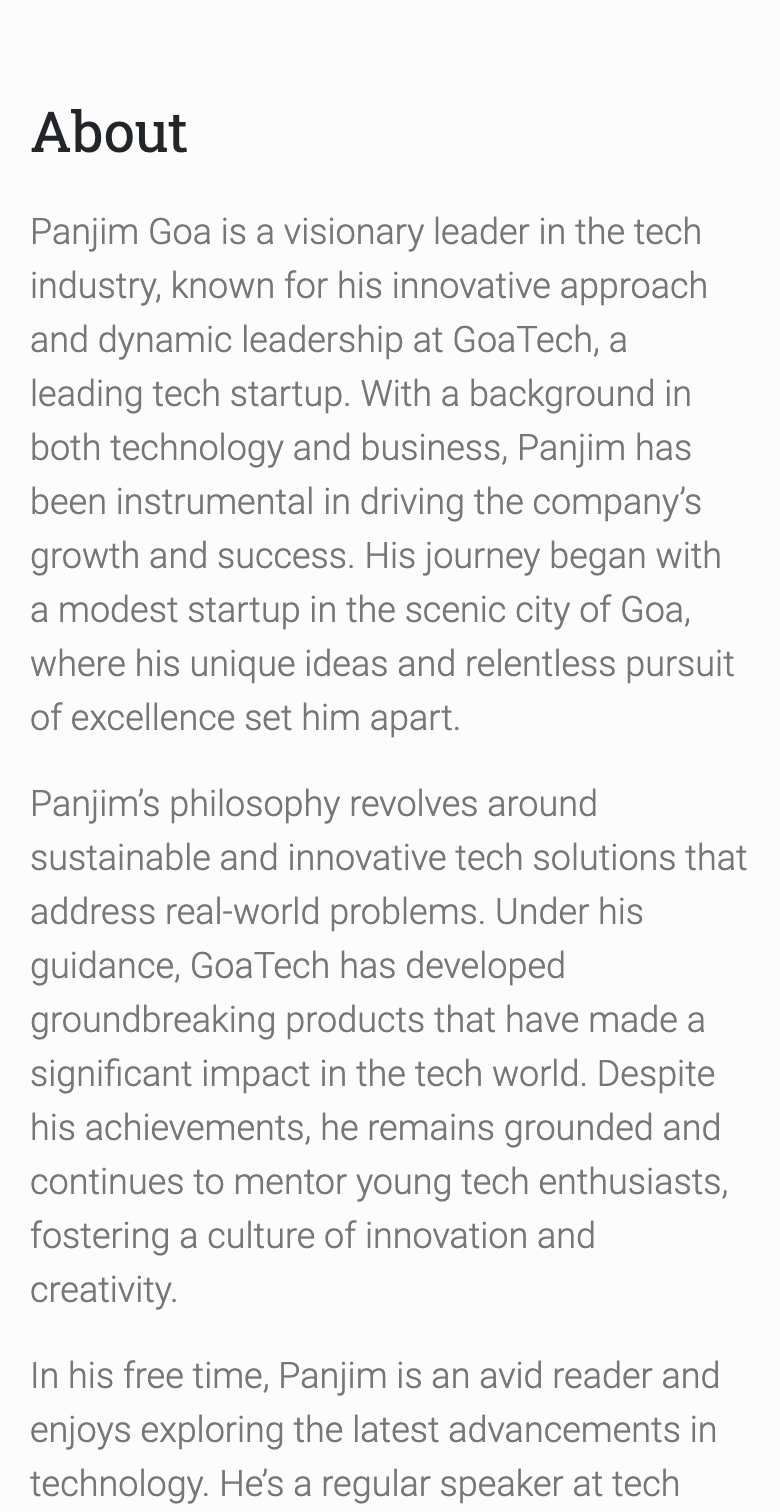 About
Panjim Goa is a visionary leader in the tech
industry, known for his innovative approach
and dynamic leadership at GoaTech, a
leading tech startup. With a background in
both technology and business, Panjim has
been instrumental in driving the company’s
growth and success. His journey began with
a modest startup in the scenic city of Goa,
where his unique ideas and relentless pursuit
of excellence set him apart.
Panjim’s philosophy revolves around
sustainable and innovative tech solutions that
address real-world problems. Under his
guidance, GoaTech has developed
groundbreaking products that have made a
significant impact in the tech world. Despite
his achievements, he remains grounded and
continues to mentor young tech enthusiasts,
fostering a culture of innovation and
creativity.
In his free time, Panjim is an avid reader and
enjoys exploring the latest advancements in
technology. He’s a regular speaker at tech